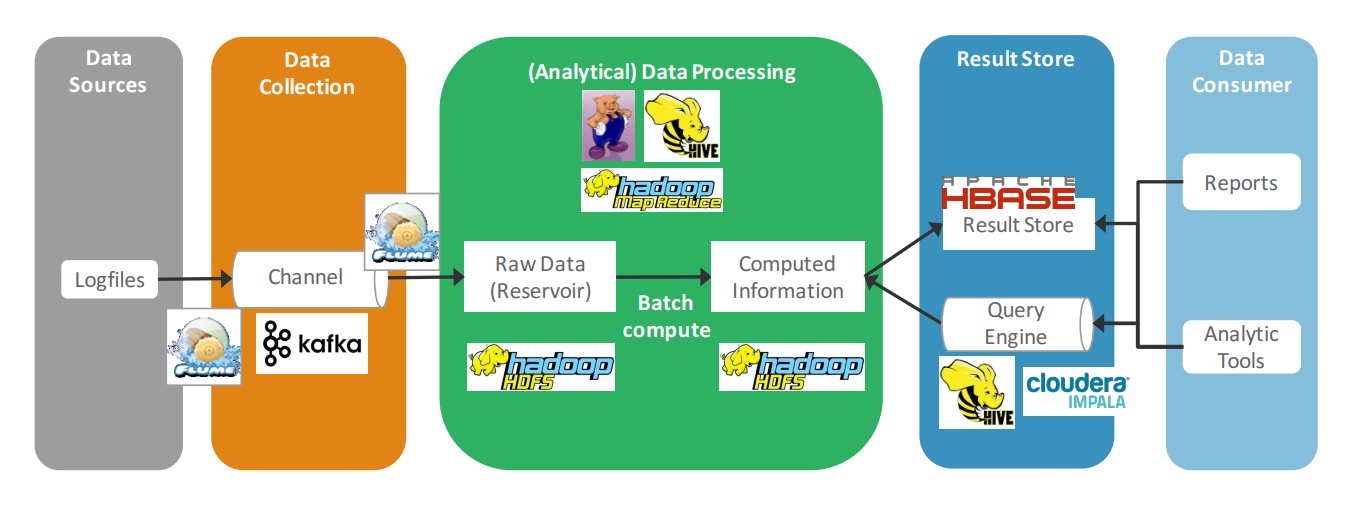 Data
Sources
Logfiles
FLUME
Data
Collection
Channel
kafka
FLUME
(Analytical) Data Processing
HIVE
hadoop
Map Reduce
Raw Data
(Reservoir)
hadoop
HDFS
Batch
compute
Computed
Information
hadoop
HDFS
Result Store
APACHE
HBASE
Result Store
Query
Engine
HIVE
cloudera
IMPALA
Data
Consumer
Reports
Analytic
Tools